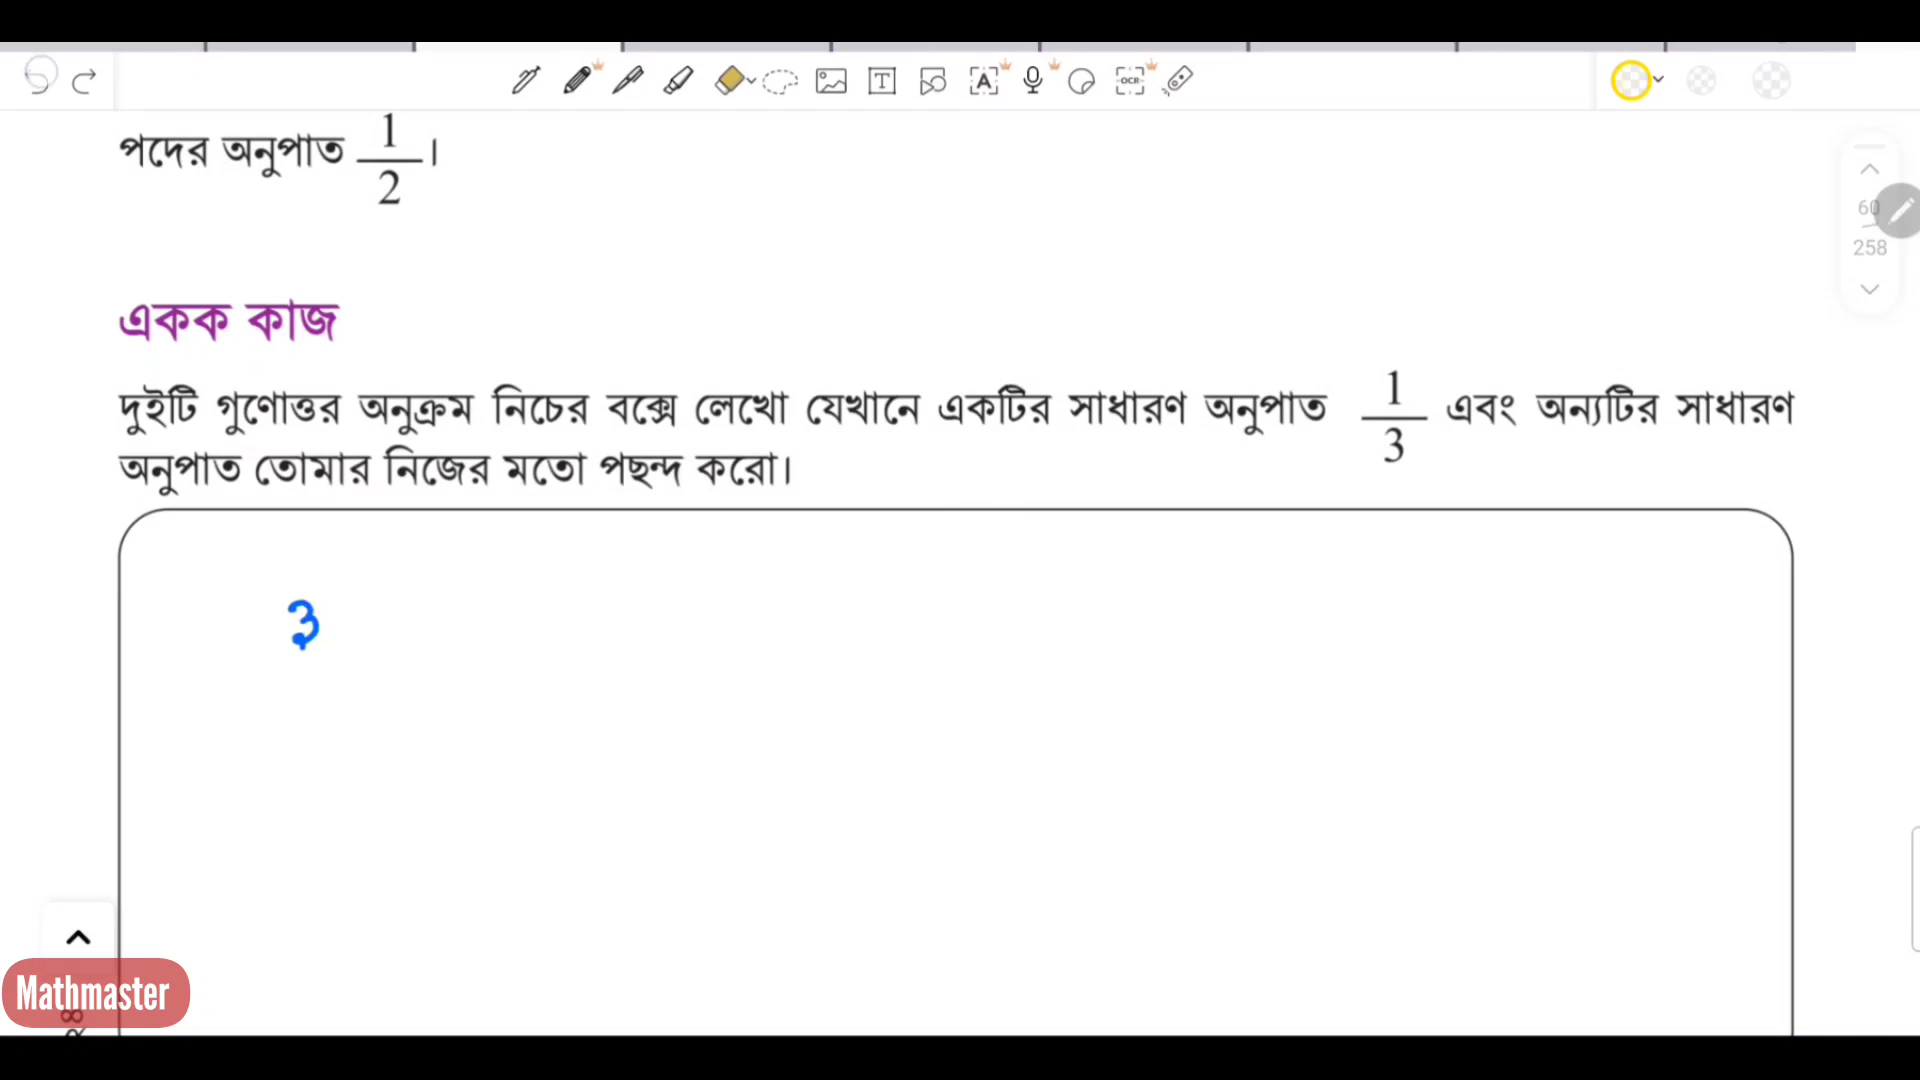 পদের অনুপাত 1/2।
60
258
একক কাজ
দুইটি গুণোত্তর অনুক্রম নিচের বক্সে লেখো যেখানে একটির সাধারণ অনুপাত 1/3 এবং অন্যটির সাধারণ
অনুপাত তোমার নিজের মতো পছন্দ করো।
Mathmaster